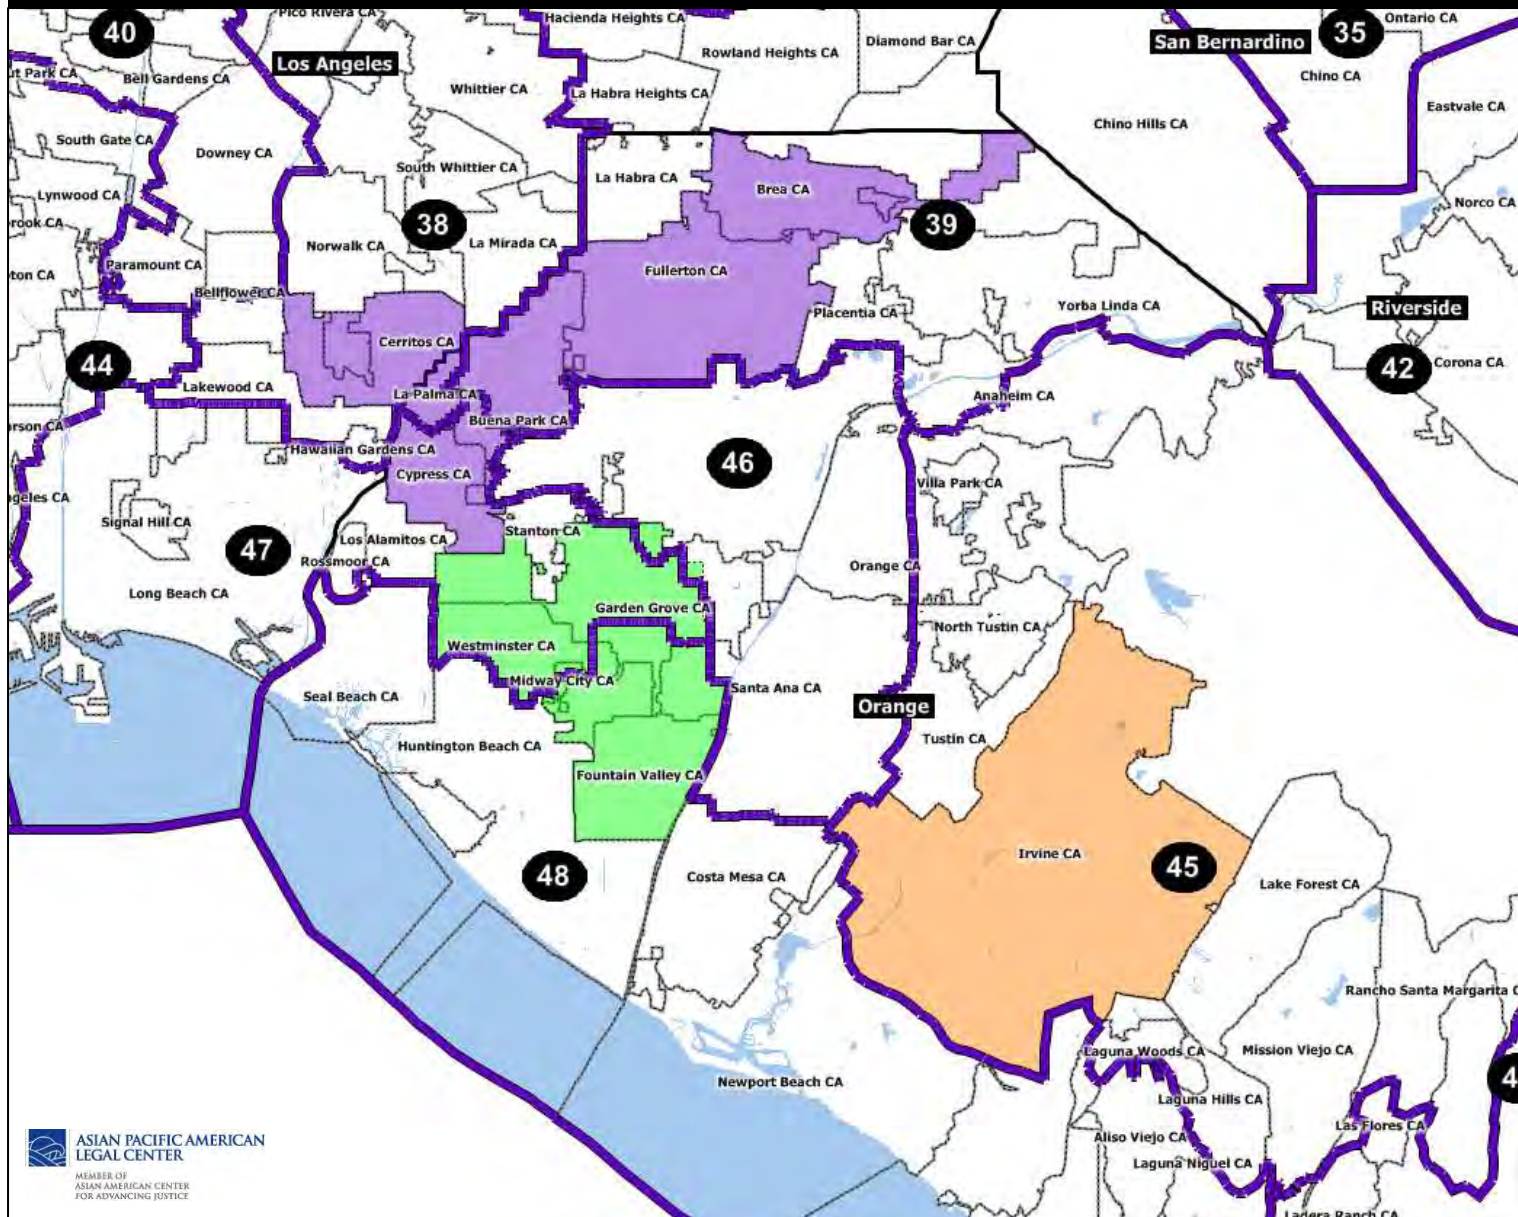 Pico Rivera CA
Hacienda Heights CA
Ontario CA
40
35
San Bernardino
Diamond Bar CA
Rowland Heights CA
Los Angeles
Chino CA
Bell Gardens CA
Whittier CA
La Habra Heights CA
Eastvale CA
Chino Hills CA
South Gate CA
Downey CA
South Whittier CA
La Habra CA
Brea CA
Lynwood CA
Norco CA
38
39
Norwalk CA
La Mirada CA
Paramount CA
Fullerton CA
Bellflower CA
Yorba Linda CA
Riverside
Placentia CA
Cerritos CA
44
42
Corona CA
Lakewood CA
La Palma CA
Anaheim CA
Buena Park CA
Hawaiian Gardens CA
46
Cypress CA
Villa Park CA
Signal Hill CA
Stanton CA
Los Alamitos CA
47
Rossmoor CA
Orange CA
Long Beach CA
Garden Grove CA
North Tustin CA
Westminster CA
Midway City CA
Santa Ana CA
Seal Beach CA
Orange
Tustin CA
Huntington Beach CA
Fountain Valley CA
Irvine CA
45
48
Costa Mesa CA
Lake Forest CA
Rancho Santa Margarita C
Laguna Woods CA
Mission Viejo CA
Newport Beach CA
4
Laguna Hills CA
Las Flores CA
Aliso Viejo CA
Laguna Niguel CA
Ladera Ranch CA
ASIAN PACIFIC AMERICAN
LEGAL CENTER
MEMBER OF
ASIAN AMERICAN CENTER
FOR ADVANCING JUSTICE